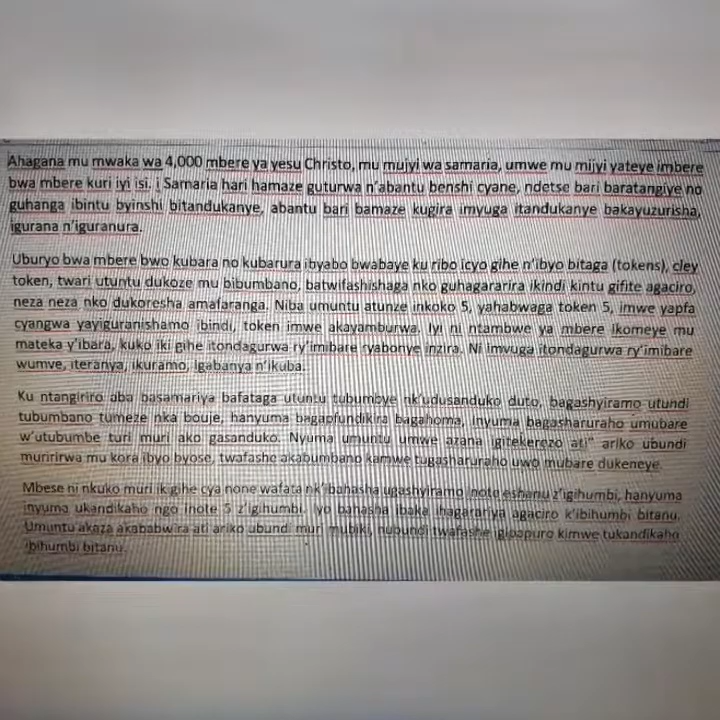 Ahagana mu mwaka wa 4,000 mbere ya yesu Christo, mu mujyi wa samaria, umwe mu mijyi yateye imbere
bwa mbere kuri iyi isi. i Samaria hari hamaze guturwa n'abantu benshi cyane, ndetse bari baratangiye no
guhanga ibintu byinshi bitandukanye, abantu bari bamaze kugira imyuga itandukanye bakayuzurisha,
igurana n'iguranura.
Uburyo bwa mbere bwo kubara no kubarura ibyabo bwabaye ku ribo icyo gihe n'ibyo bitaga (tokens), cley
token, twari utuntu dukoze mu bibumbano, batwifashishaga nko guhagararira ikindi kintu gifite agaciro,
neza neza nko dukoresha amafaranga. Niba umuntu atunze inkoko 5, yahabwaga token 5, imwe yapfa
cyangwa yayiguranishamo ibindi, token imwe akayamburwa. Iyi ni ntambwe ya mbere ikomeye mu
mateka y'ibara, kuko iki gihe itondagurwa ry'imibare ryabonye inzira. Ni imvuga itondagurwa ry'imibare
wumve, iteranya, ikuramo, igabanya n'ikuba.
Ku ntangiriro aba basamariya bafataga utuntu tubumbye nk'udusanduko duto, bagashyiramo utundi
tubumbano tumeze nka bouje, hanyuma bagapfundikira bagahoma, inyuma bagasharuraho umubare
w'utubumbe turi muri ako gasanduko. Nyuma umuntu umwe azana igitekerezo ati" ariko ubundi
muririrwa mu kora ibyo byose, twafashe akabumbano kamwe tugasharuraho uwo mubare dukeneye.
Mbese ni nkuko muri iki gihe cya none wafata nk' bahasha ugashyiramo inote eshanu z'igihumbi, hanyuma
inyuma ukandikaho ngo inote 5 z'igihumbi. Iyo bahasha ibaka ihagarariya agaciro k'ibihumbi bitanu.
Umuntu akaza akababwira ati ariko ubundi muri mubiki, nubundi twafashe igipapuro kimwe tukandikaho
ibihumbi bitanu.